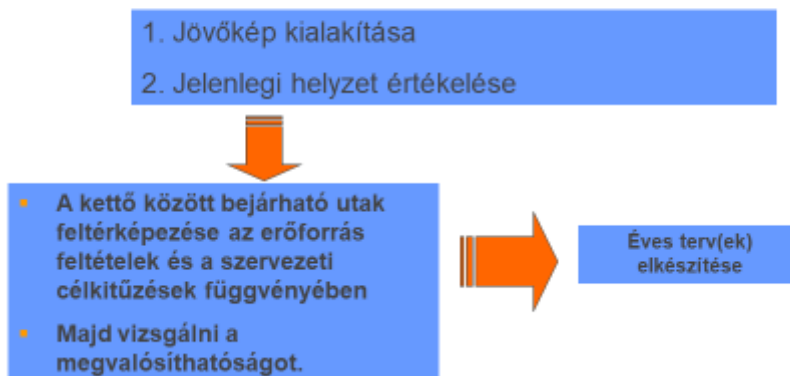 1. Jövőkép kialakítása
2. Jelenlegi helyzet értékelése
A kettő között bejárható utak
feltérképezése az erőforrás
feltételek és a szervezeti
célkitűzések függvényében
Majd vizsgálni a
megvalósíthatóságot.
Éves terv(ek)
elkészítése